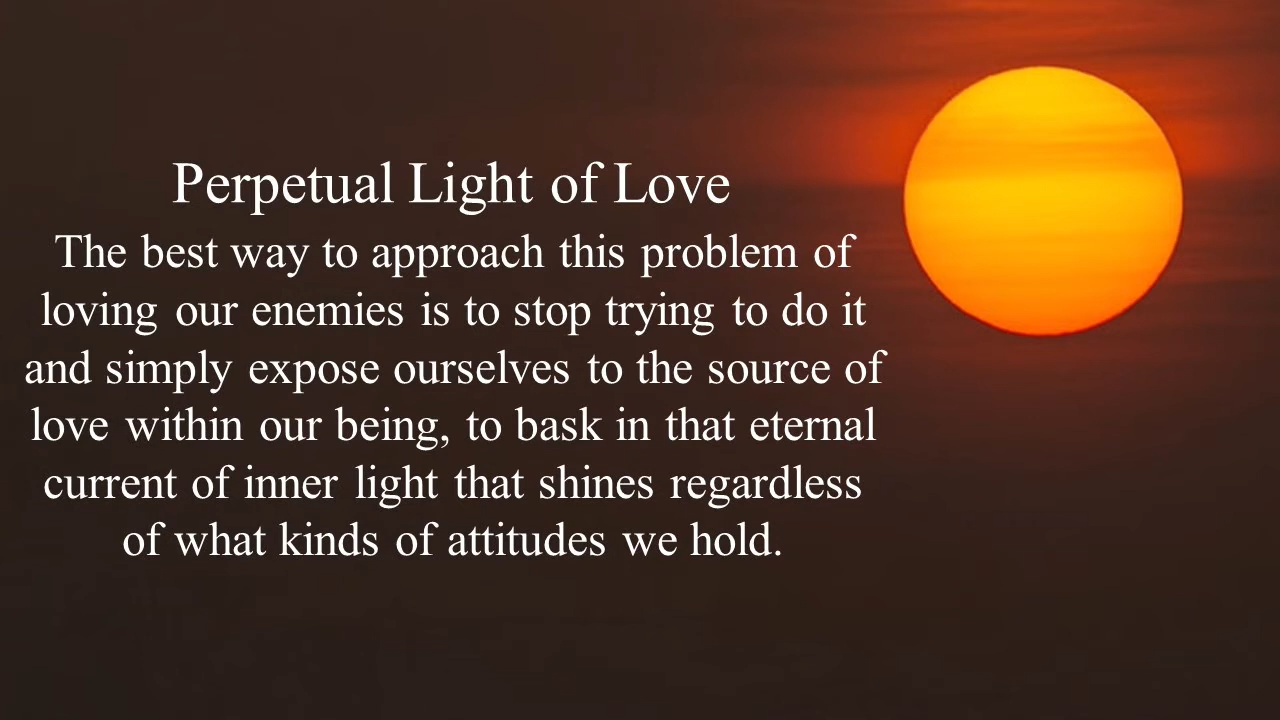 Perpetual Light of Love
The best way to approach this problem of
loving our enemies is to stop trying to do it
and simply expose ourselves to the source of
love within our being, to bask in that eternal
current of inner light that shines regardless
of what kinds of attitudes we hold.